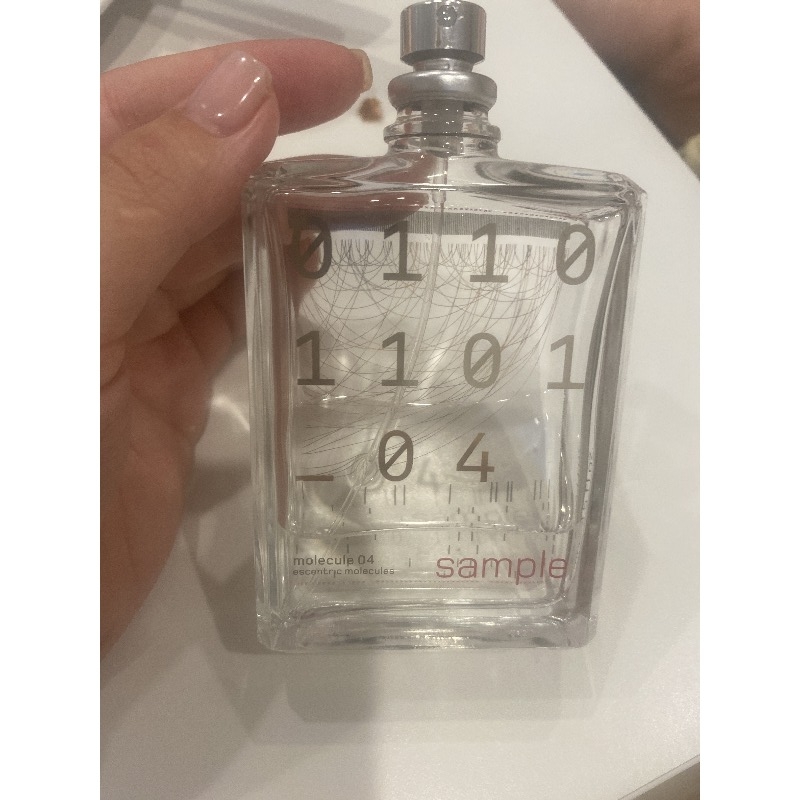 0110
1101
_04
molecule 04
escentric molecules
sample